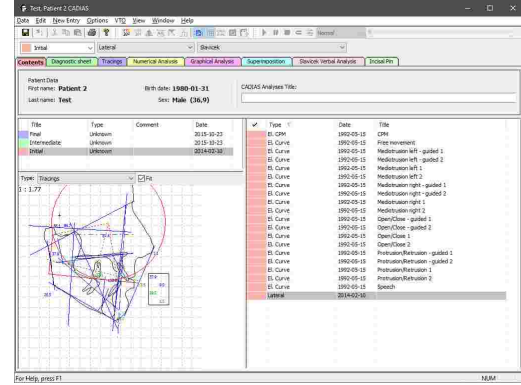 Test, Patient 2 CADIAS
Data Edit New Entry Options VTO View Window Help
Normal
Initial Lateral Slavicek
Contents Diagnostic sheet Tracings Numerical Analysis Graphical Analysis Superimposition Slavicek Verbal Analysis Incisal Pin
Patient Data
First name: Patient 2 Birth date: 1980-01-31 CADIAS Analyses Title:
Last name: Test Sex: Male (36,9)
Title Type Comment Date
Final Unknown 2015-10-23
Intermediate Unknown 2015-10-23
Initial Unknown 2014-02-10
Type: Tracings Fit
1 : 1.77
Type Date Title
El. CPM 1992-05-15 CPM
El. Curve 1992-05-15 Free movement
El. Curve 1992-05-15 Mediotrusion left - guided 1
El. Curve 1992-05-15 Mediotrusion left - guided 2
El. Curve 1992-05-15 Mediotrusion left 1
El. Curve 1992-05-15 Mediotrusion left 2
El. Curve 1992-05-15 Mediotrusion right - guided 1
El. Curve 1992-05-15 Mediotrusion right - guided 2
El. Curve 1992-05-15 Mediotrusion right 1
El. Curve 1992-05-15 Mediotrusion right 2
El. Curve 1992-05-15 Open/Close - guided 1
El. Curve 1992-05-15 Open/Close - guided 2
El. Curve 1992-05-15 Open/Close 1
El. Curve 1992-05-15 Open/Close 2
El. Curve 1992-05-15 Protrusion/Retrusion - guided 1
El. Curve 1992-05-15 Protrusion/Retrusion - guided 2
El. Curve 1992-05-15 Protrusion/Retrusion 1
El. Curve 1992-05-15 Protrusion/Retrusion 2
El. Curve 1992-05-15 Speech
Lateral 2014-02-10
For Help, press F1 NUM